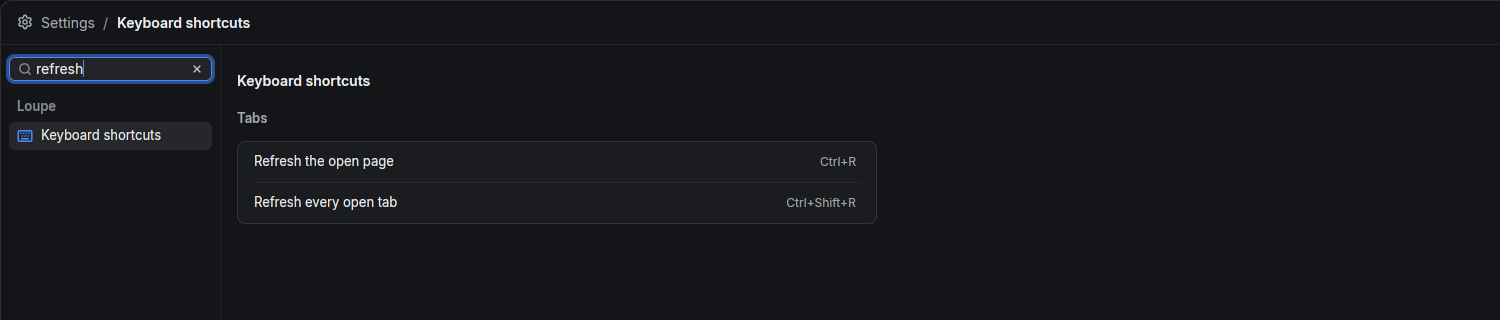 Settings / Keyboard shortcuts
refresh
Loupe
Keyboard shortcuts
Keyboard shortcuts
Tabs
Refresh the open page Ctrl+R
Refresh every open tab Ctrl+Shift+R